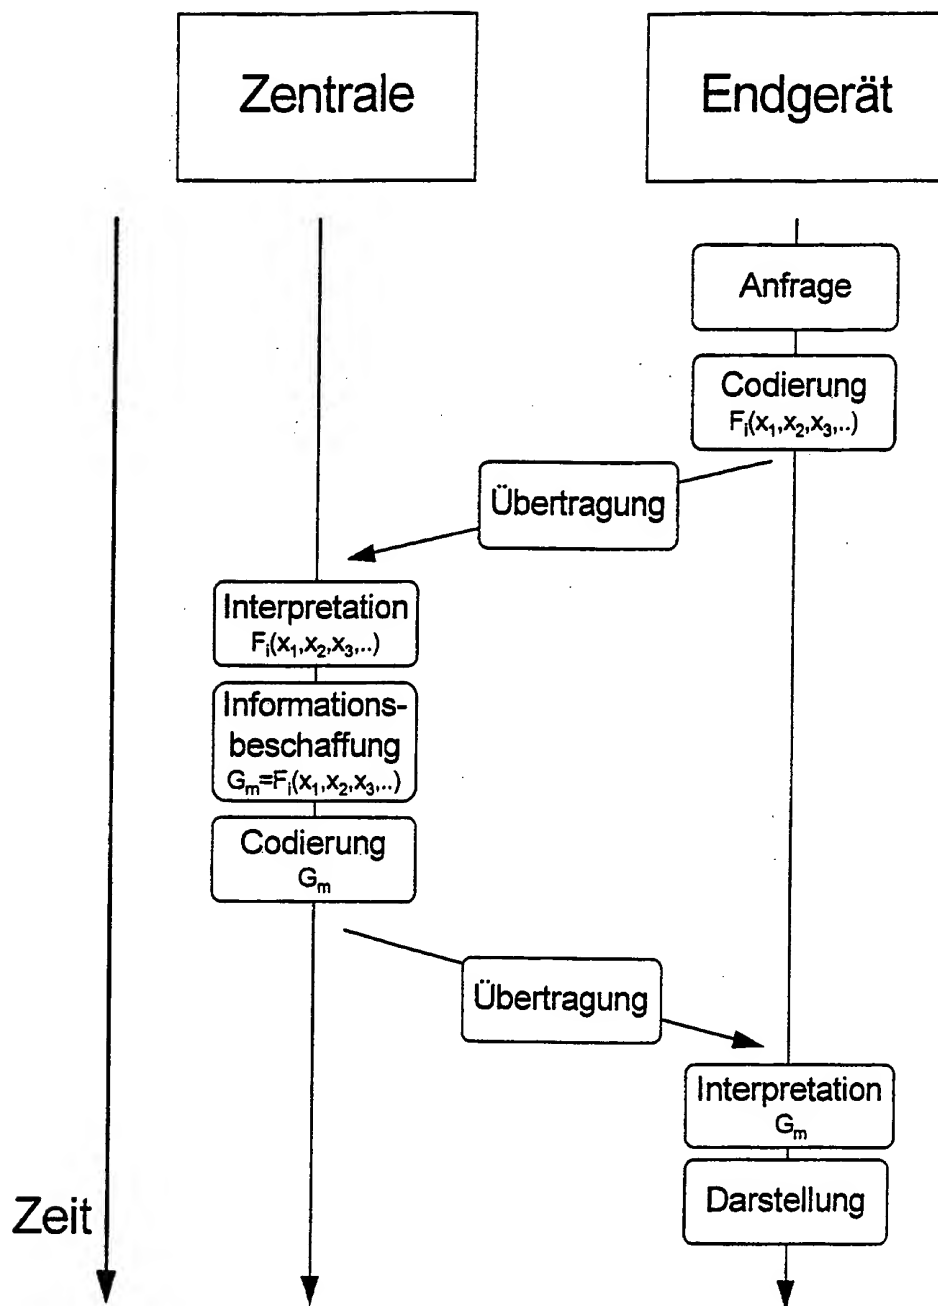 Zentrale
Endgerät
Anfrage
Codierung
Fᵢ(x₁,x₂,x₃,..)
Übertragung
Interpretation
Fᵢ(x₁,x₂,x₃,..)
Informations-
beschaffung
Gₘ=Fᵢ(x₁,x₂,x₃,..)
Codierung
Gₘ
Übertragung
Interpretation
Gₘ
Darstellung
Zeit